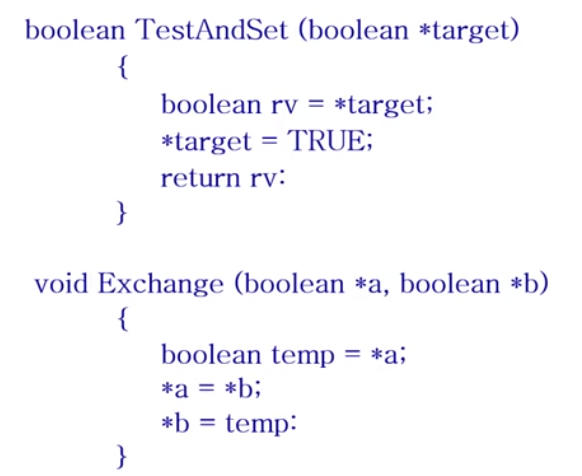 boolean TestAndSet (boolean *target)
{
boolean rv = *target;
*target = TRUE;
return rv:
}
void Exchange (boolean *a, boolean *b)
{
boolean temp = *a;
*a = *b;
*b = temp:
}